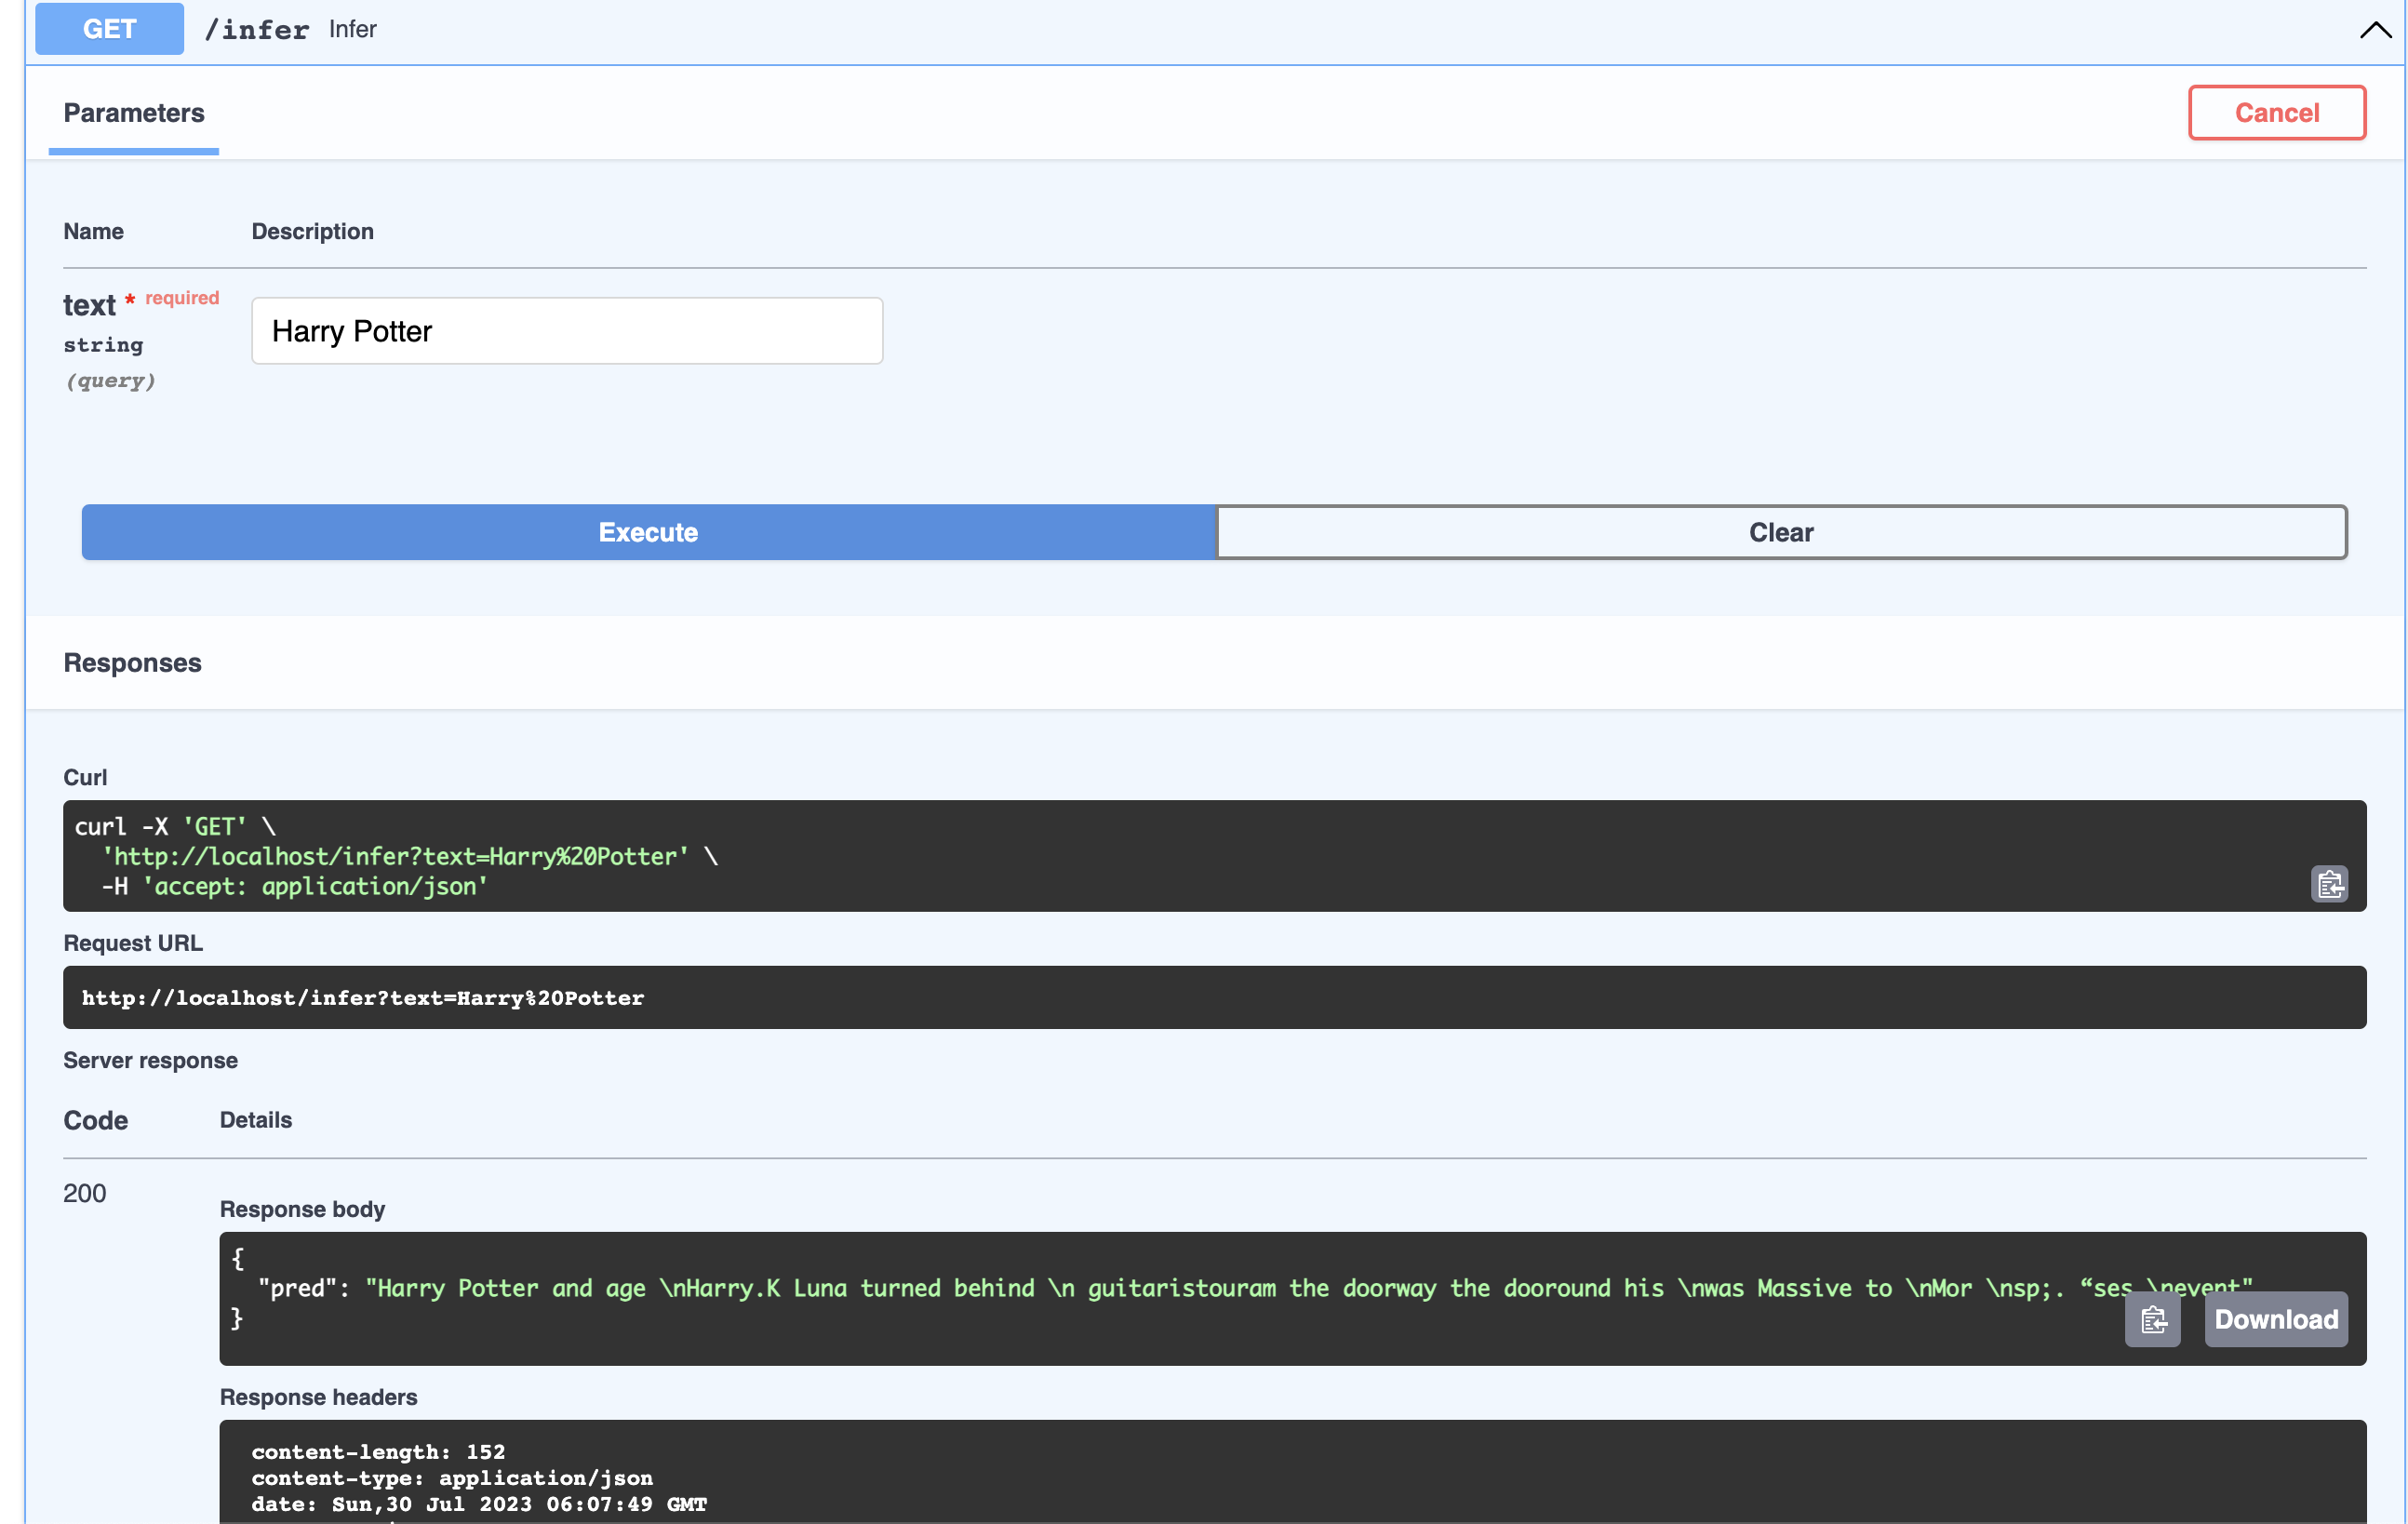 GET /infer Infer
Parameters
Cancel
Name Description
text * required
string
(query)
Harry Potter
Execute Clear
Responses
Curl
curl -X 'GET' \
'http://localhost/infer?text=Harry%20Potter' \
-H 'accept: application/json'
Request URL
http://localhost/infer?text=Harry%20Potter
Server response
Code Details
200
Response body
{
"pred": "Harry Potter and age \nHarry.K Luna turned behind \n guitaristouram the doorway the dooround his \nwas Massive to \nMor \nsp;. “ses \nevent"
}
Download
Response headers
content-length: 152
content-type: application/json
date: Sun,30 Jul 2023 06:07:49 GMT